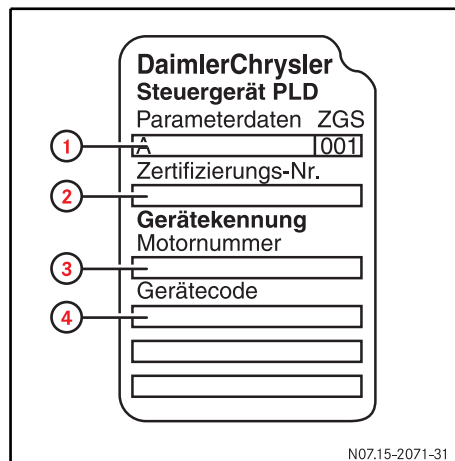 DaimlerChrysler
Steuergerät PLD
Parameterdaten ZGS
1 A 001
Zertifizierungs-Nr.
2
Gerätekennung
Motornummer
3
Gerätecode
4
N07.15-2071-31